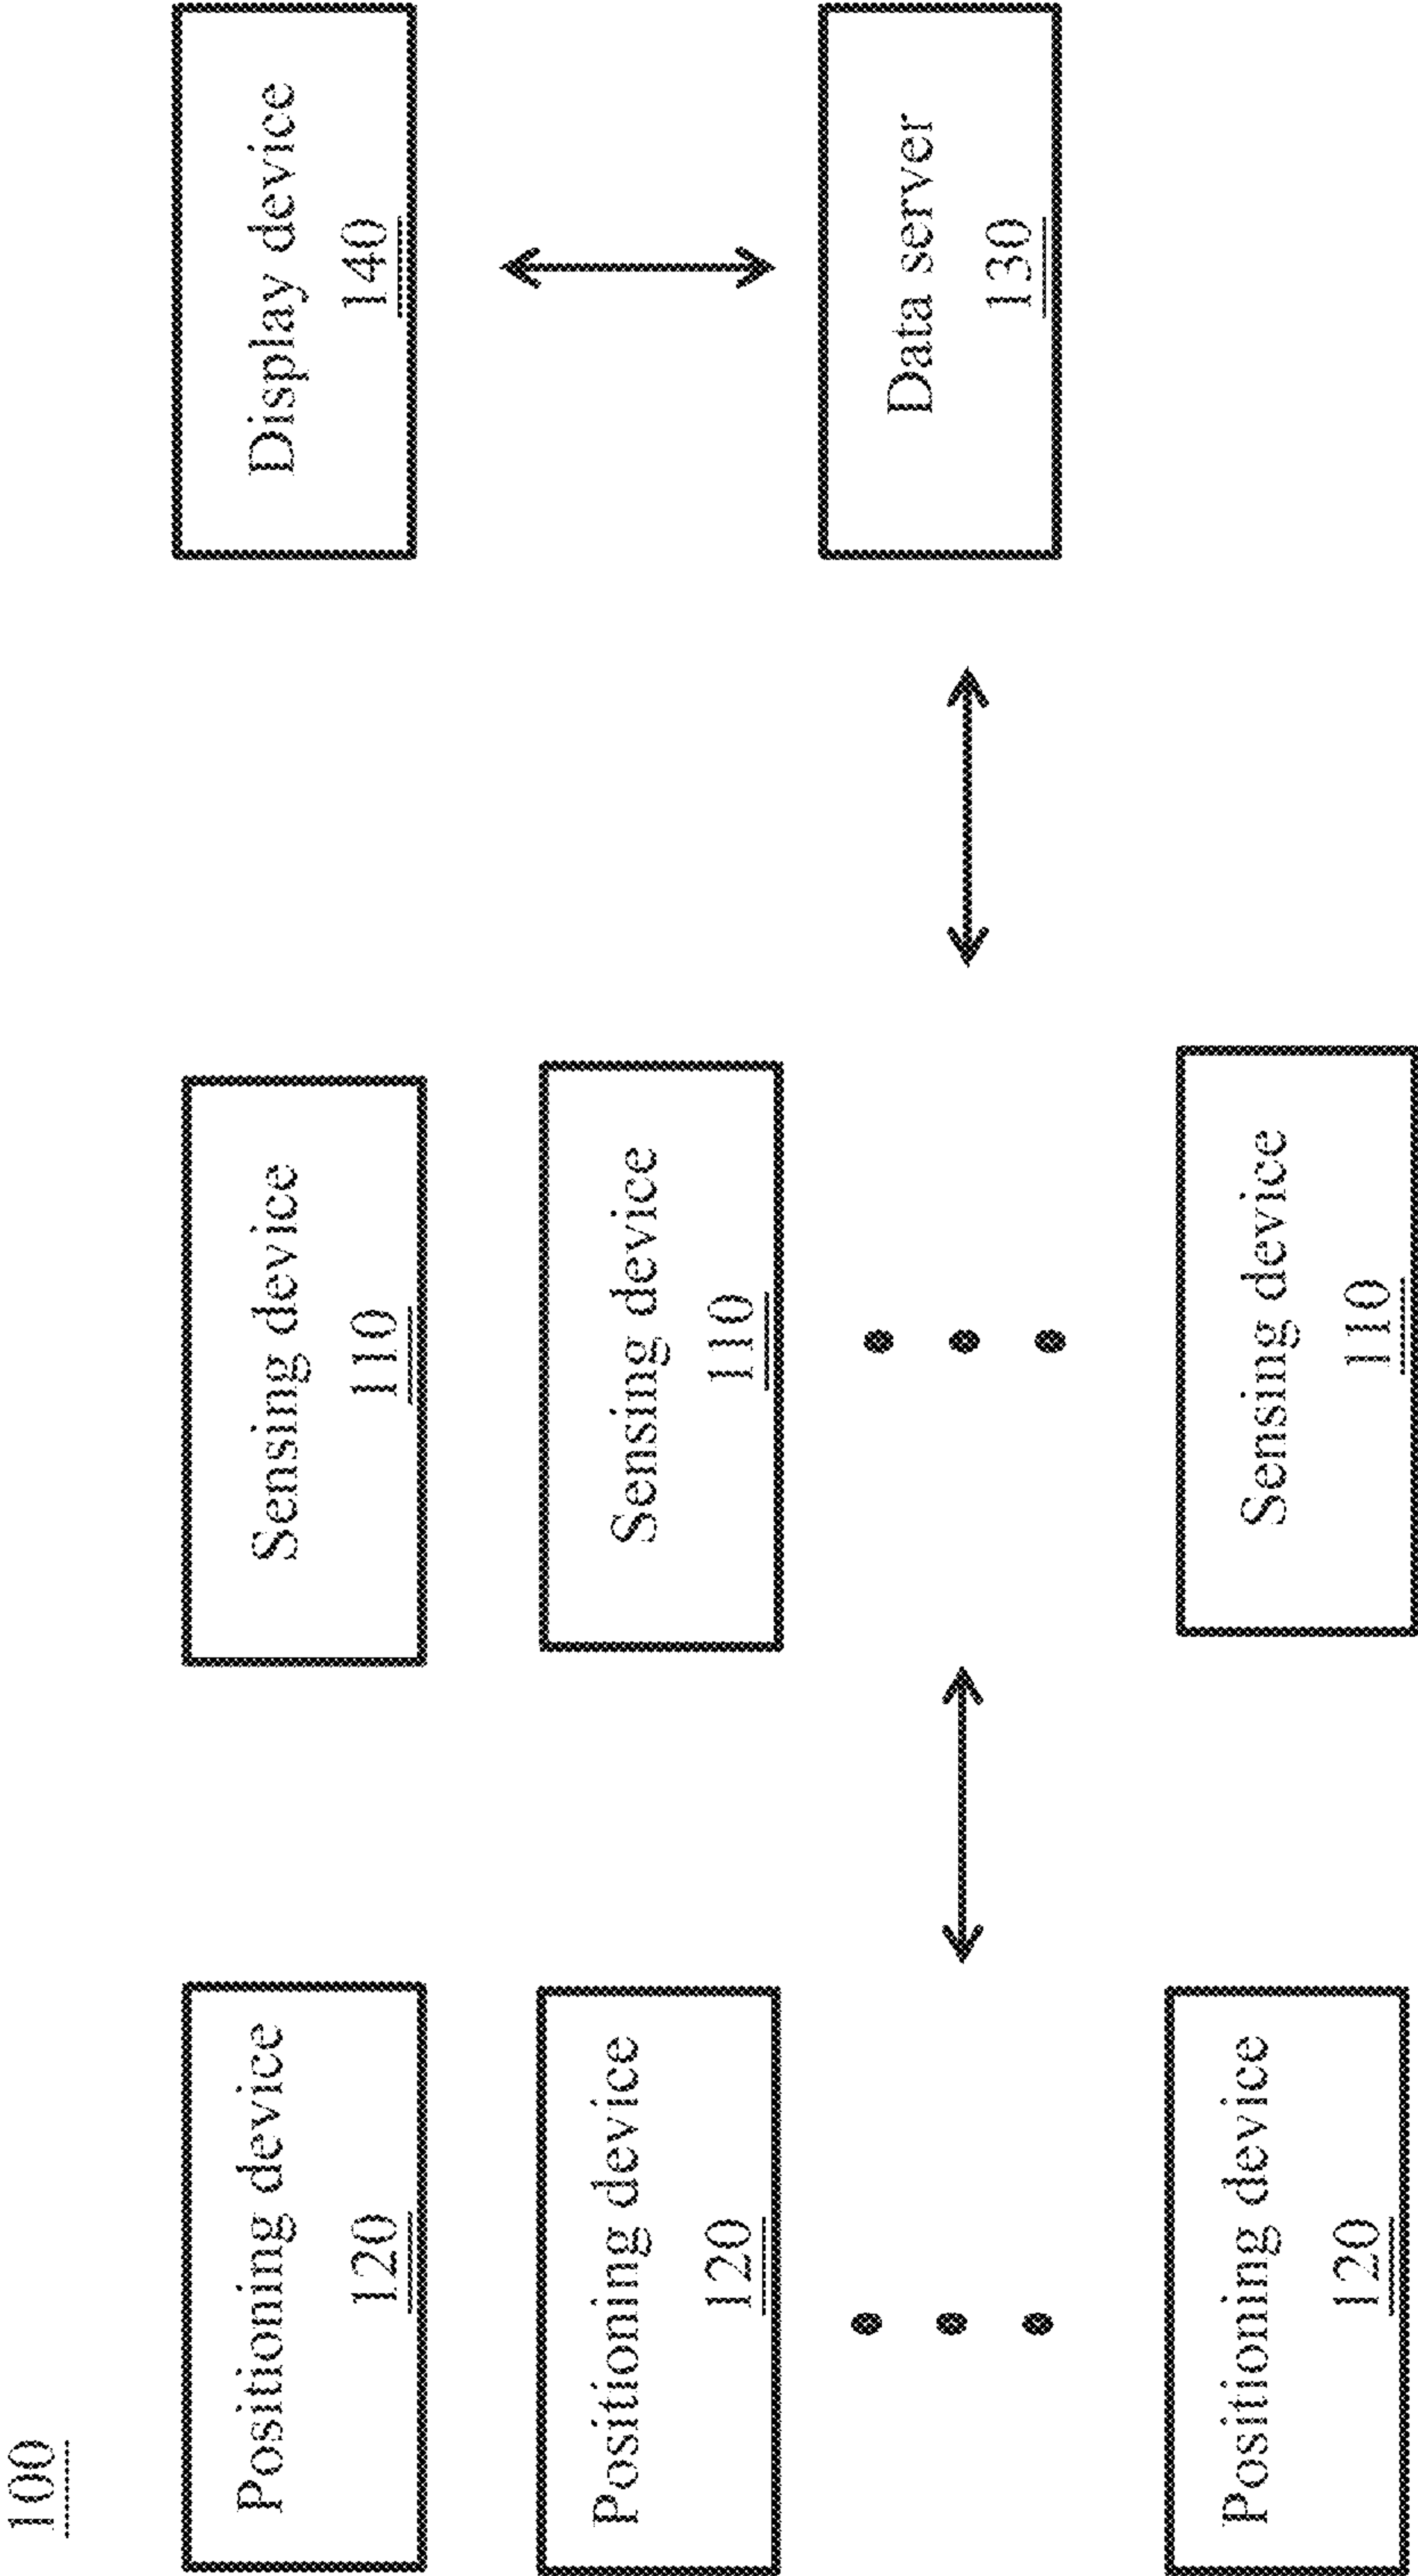 100
Positioning device
120
Sensing device
110
Display device
140
Positioning device
120
Sensing device
110
Data server
130
Positioning device
120
Sensing device
110